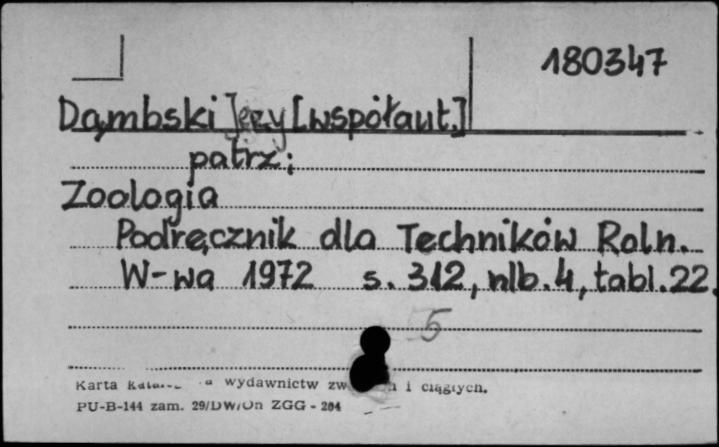 180347
Dąmbski Jerzy [współaut.]
patrz:
Zoologia
Podręcznik dla Techników Roln.
W-wa 1972 s. 312, nlb. 4, tabl. 22.
5
Karta wydawnictw i ciągłych.
PU-B-144 zam. 29/DW/On ZGG - 204